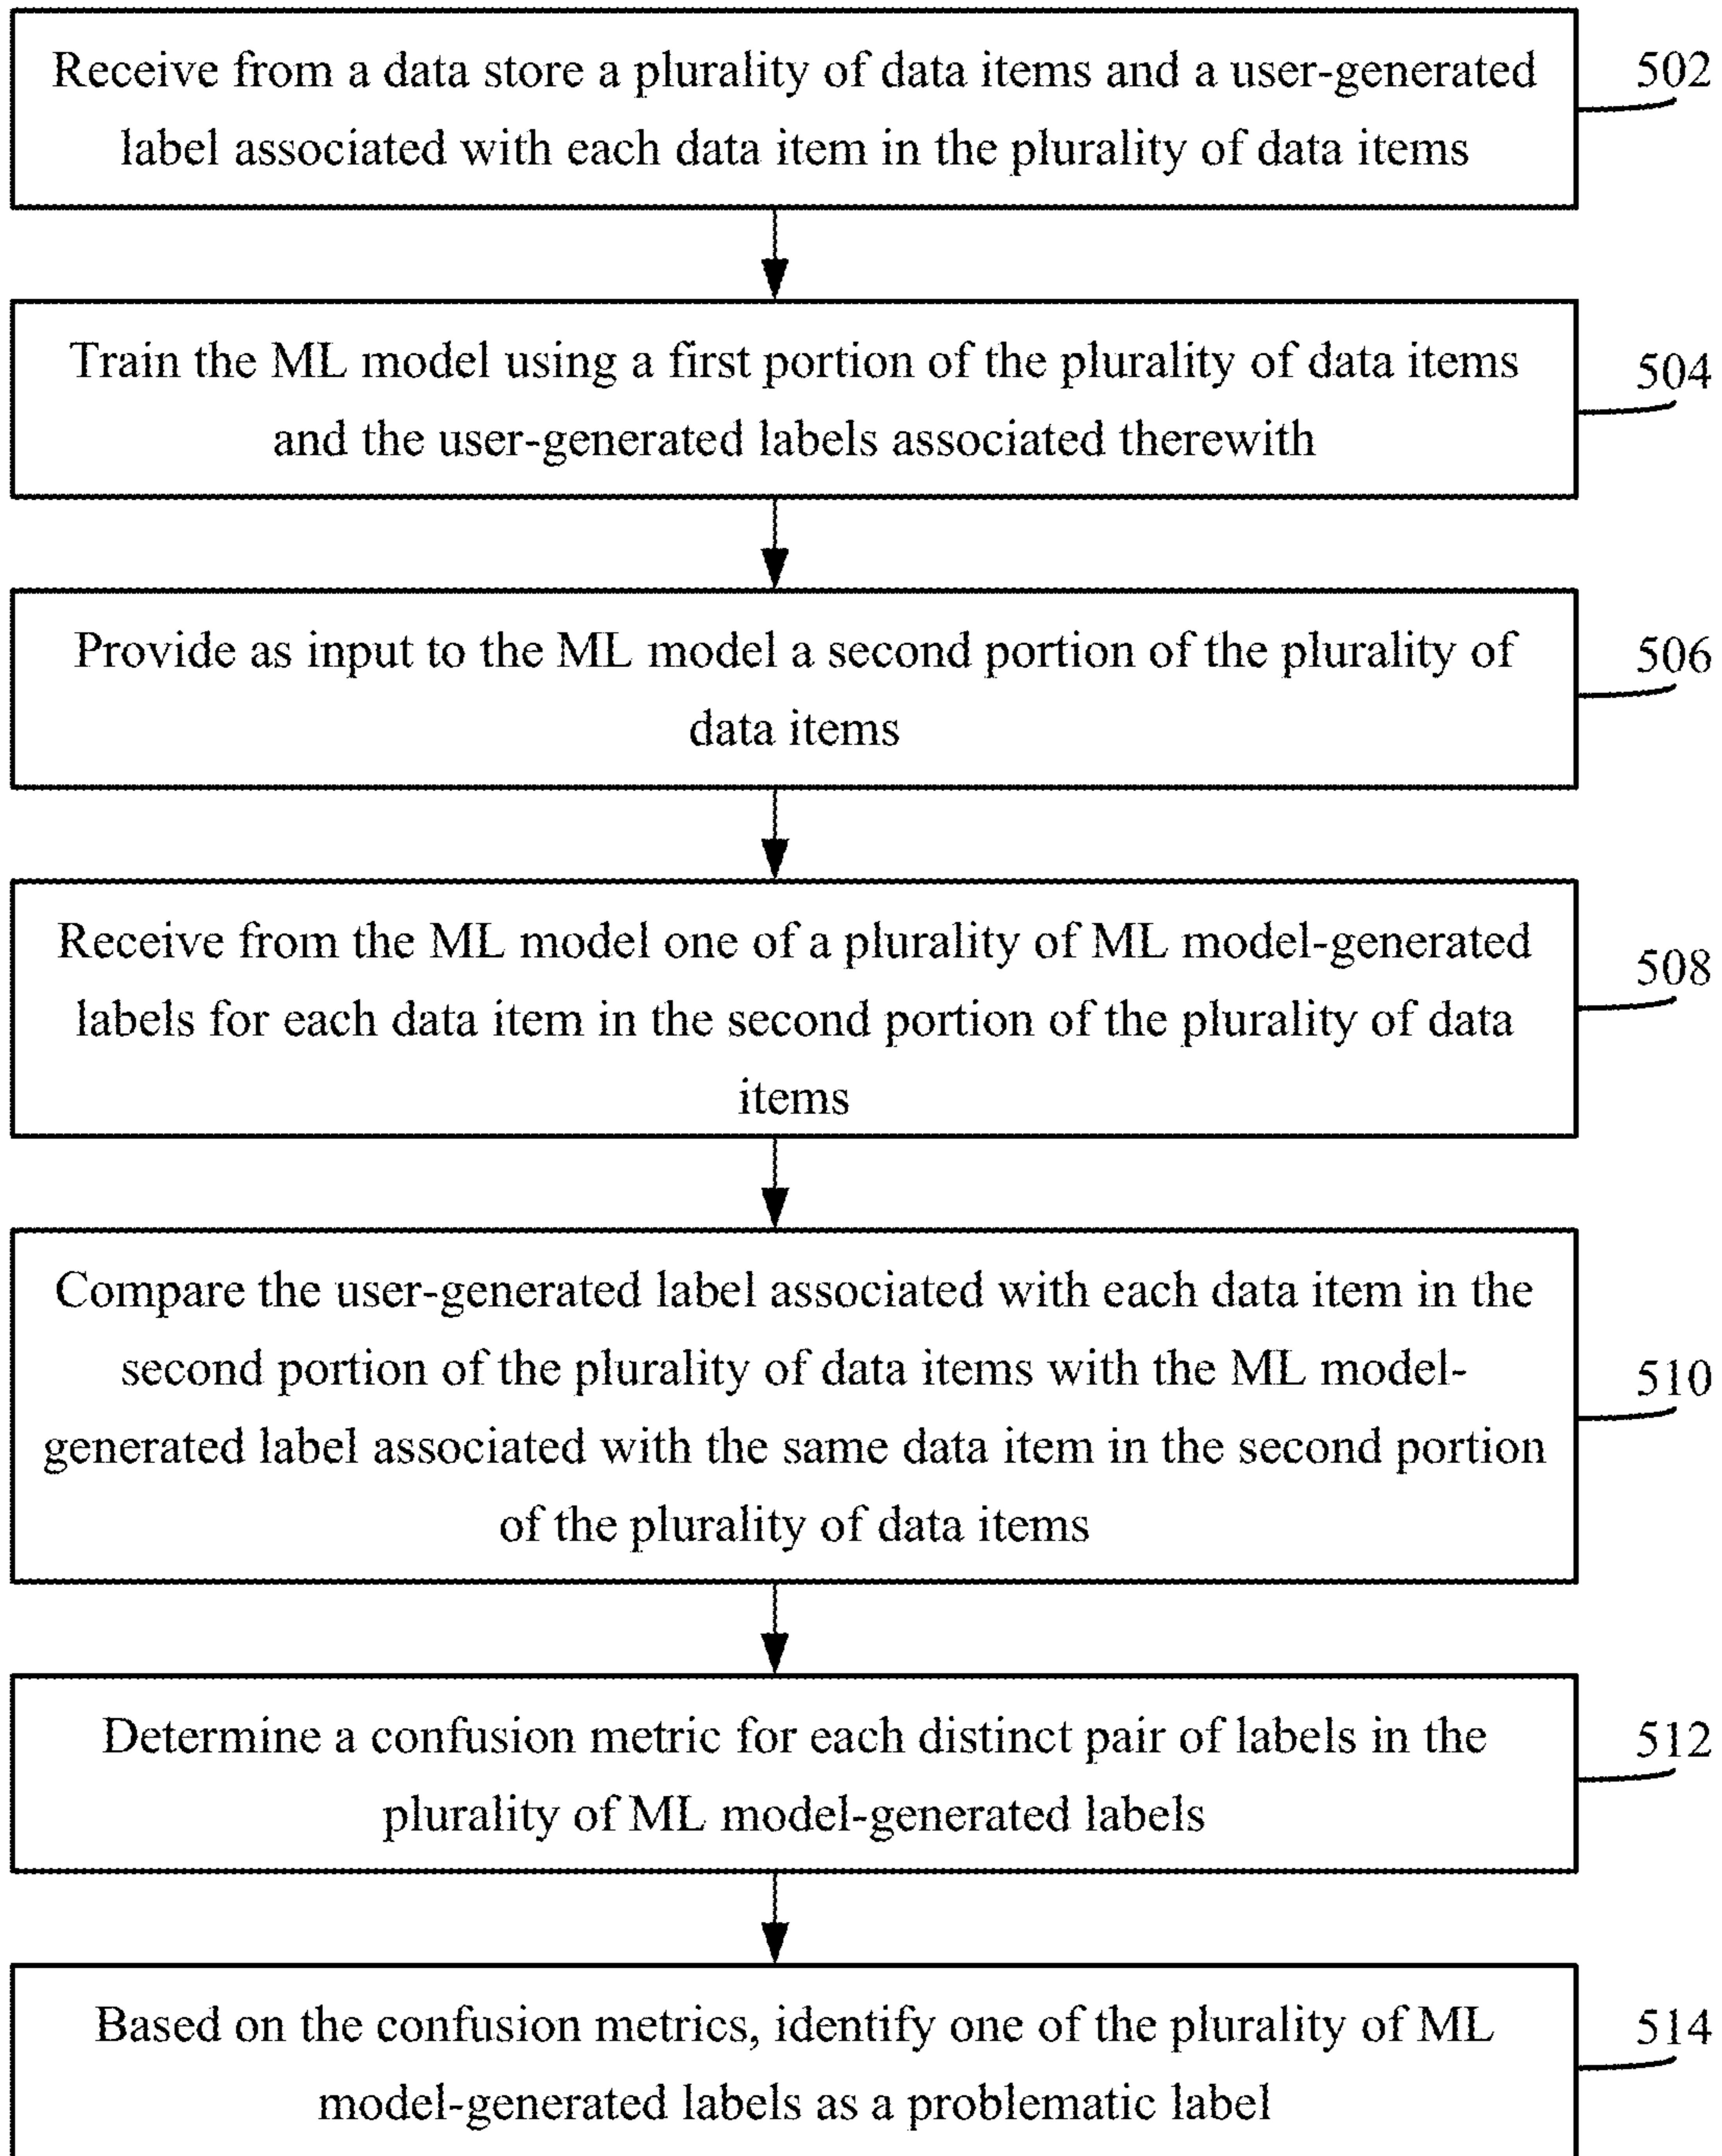 Receive from a data store a plurality of data items and a user-generated
label associated with each data item in the plurality of data items
502
Train the ML model using a first portion of the plurality of data items
and the user-generated labels associated therewith
504
Provide as input to the ML model a second portion of the plurality of
data items
506
Receive from the ML model one of a plurality of ML model-generated
labels for each data item in the second portion of the plurality of data
items
508
Compare the user-generated label associated with each data item in the
second portion of the plurality of data items with the ML model-
generated label associated with the same data item in the second portion
of the plurality of data items
510
Determine a confusion metric for each distinct pair of labels in the
plurality of ML model-generated labels
512
Based on the confusion metrics, identify one of the plurality of ML
model-generated labels as a problematic label
514